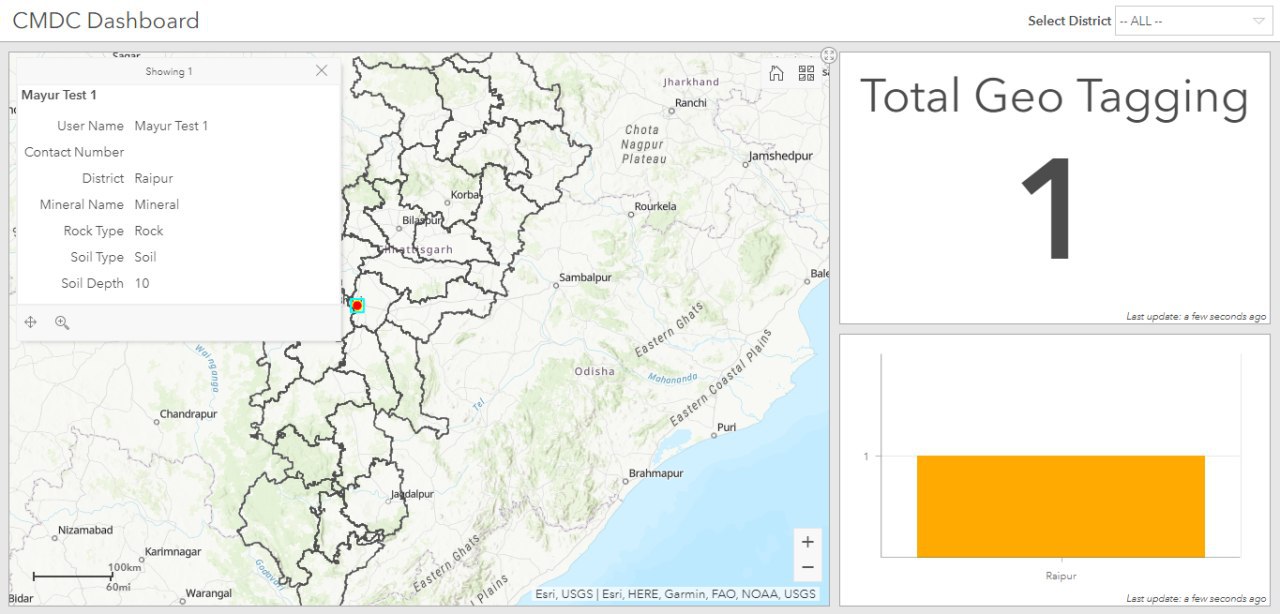 CMDC Dashboard
Select District
-- ALL --
Showing 1
Mayur Test 1
User Name Mayur Test 1
Contact Number
District Raipur
Mineral Name Mineral
Rock Type Rock
Soil Type Soil
Soil Depth 10
Sagar
Jharkhand
Ranchi
Chota
Nagpur
Plateau
Jamshedpur
Korba
Rourkela
Bilaspur
Chhattisgarh
Sambalpur
Bale
Eastern Ghats
Odisha
Mahananda
Eastern Coastal Plains
Wainganga
Tel
Chandrapur
Puri
Brahmapur
Jagdalpur
Nizamabad
Karimnagar
Eastern Ghats
l Plains
Godavari
100km
60mi
Bidar
Warangal
+
−
Esri, USGS | Esri, HERE, Garmin, FAO, NOAA, USGS
Total Geo Tagging
1
Last update: a few seconds ago
1
Raipur
Last update: a few seconds ago